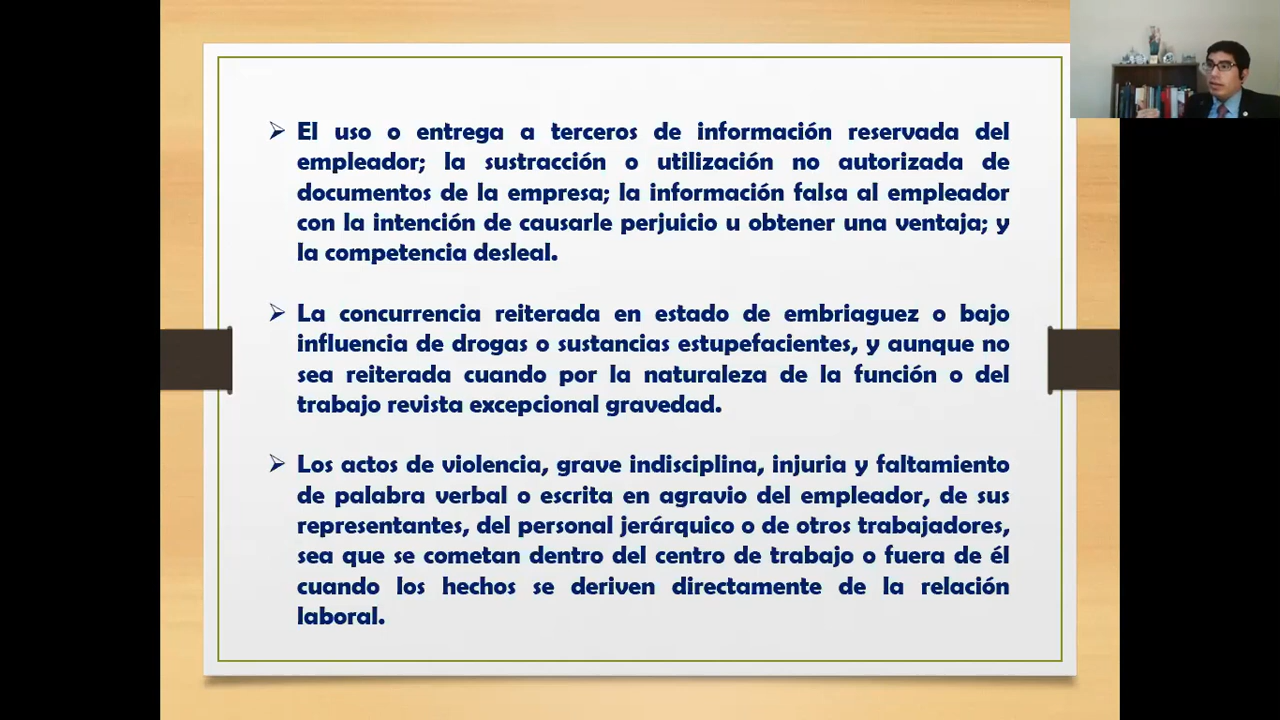 El uso o entrega a terceros de información reservada del
empleador; la sustracción o utilización no autorizada de
documentos de la empresa; la información falsa al empleador
con la intención de causarle perjuicio u obtener una ventaja; y
la competencia desleal.
La concurrencia reiterada en estado de embriaguez o bajo
influencia de drogas o sustancias estupefacientes, y aunque no
sea reiterada cuando por la naturaleza de la función o del
trabajo revista excepcional gravedad.
Los actos de violencia, grave indisciplina, injuria y faltamiento
de palabra verbal o escrita en agravio del empleador, de sus
representantes, del personal jerárquico o de otros trabajadores,
sea que se cometan dentro del centro de trabajo o fuera de él
cuando los hechos se deriven directamente de la relación
laboral.